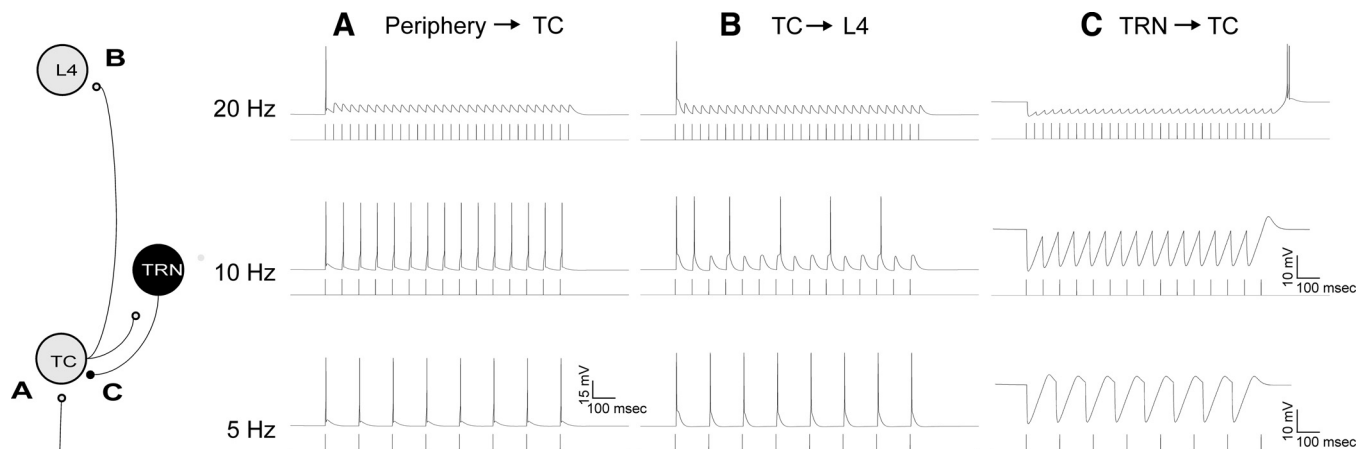 A Periphery → TC
B TC → L4
C TRN → TC
L4
B
20 Hz
TRN
10 Hz
10 mV
100 msec
TC
A
C
15 mV
100 msec
5 Hz
10 mV
100 msec